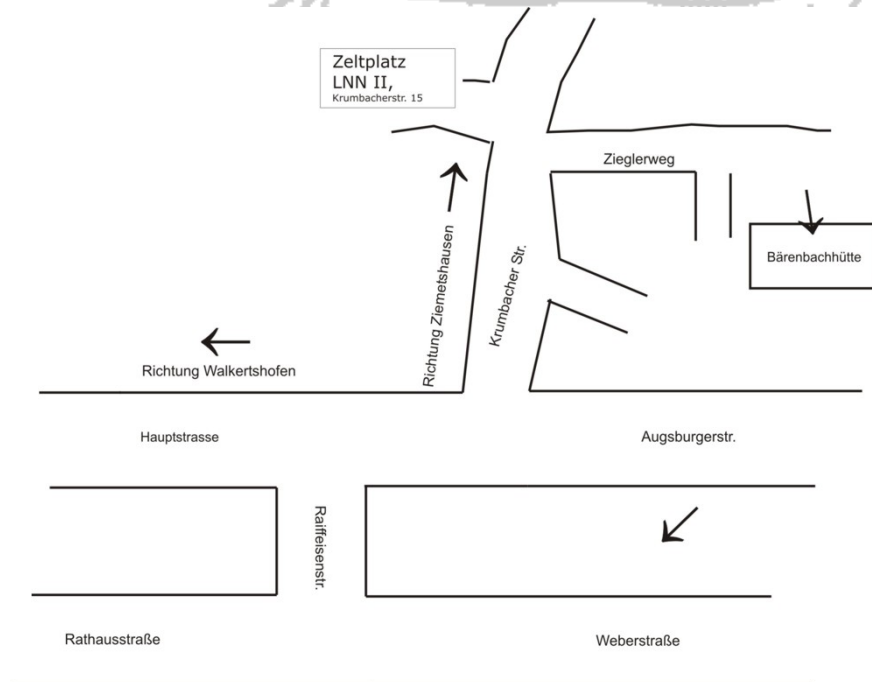 Zeltplatz
LNN II,
Krumbacherstr. 15
Zieglerweg
Bärenbachhütte
Richtung Ziemetshausen
Krumbacher Str.
Richtung Walkertshofen
Hauptstrasse
Augsburgerstr.
Raiffeisenstr.
Rathausstraße
Weberstraße